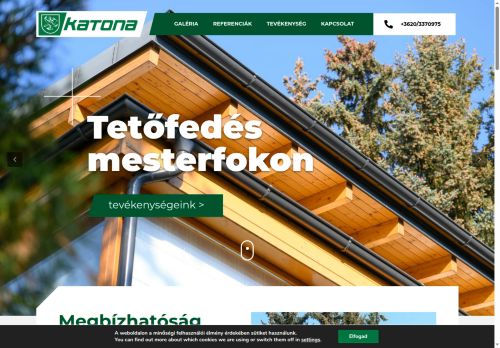 KATONA
GALÉRIA REFERENCIÁK TEVÉKENYSÉG KAPCSOLAT
+3620/3370975
Tetőfedés
mesterfokon
tevékenységeink >
Megbízhatóság
A weboldalon a minőségi felhasználói élmény érdekében sütiket használunk.
You can find out more about which cookies we are using or switch them off in settings.
Elfogad